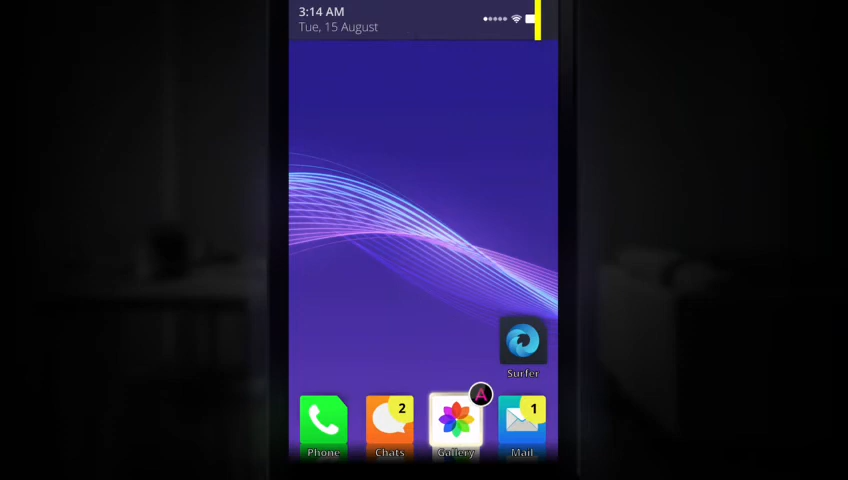 3:14 AM
Tue, 15 August
Surfer
2
A
1
Phone
Chats
Gallery
Mail